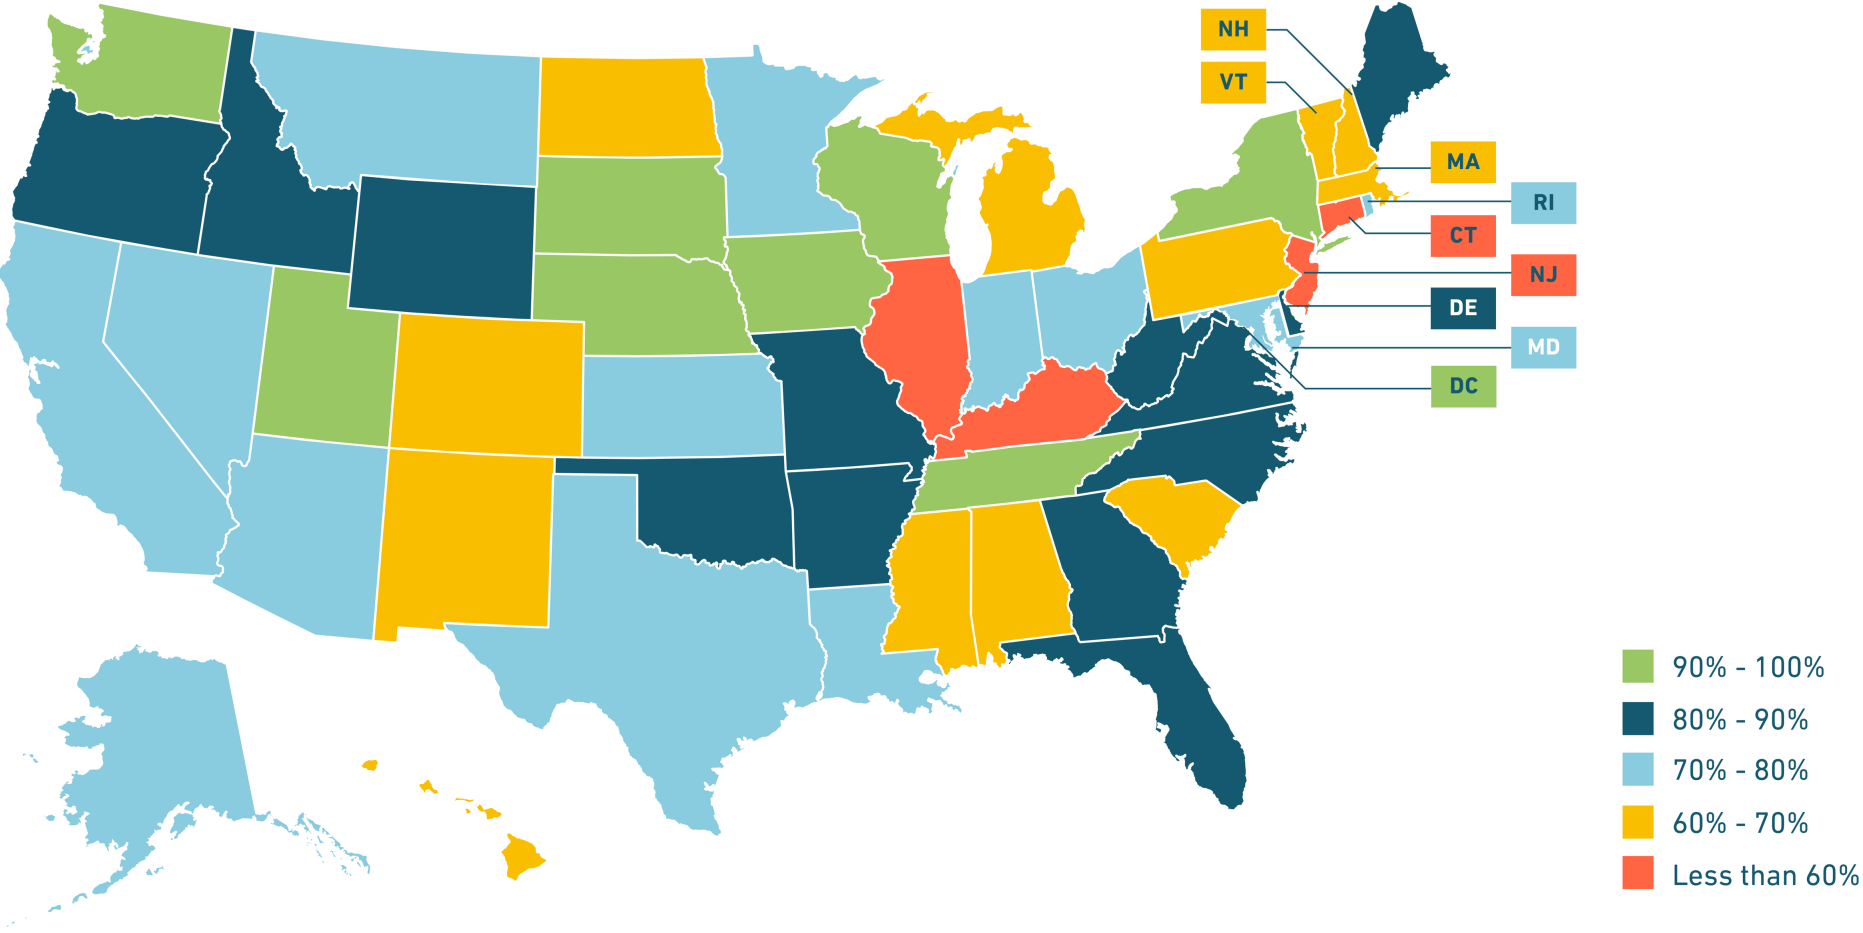 NH
VT
MA
RI
CT
NJ
DE
MD
DC
90% - 100%
80% - 90%
70% - 80%
60% - 70%
Less than 60%